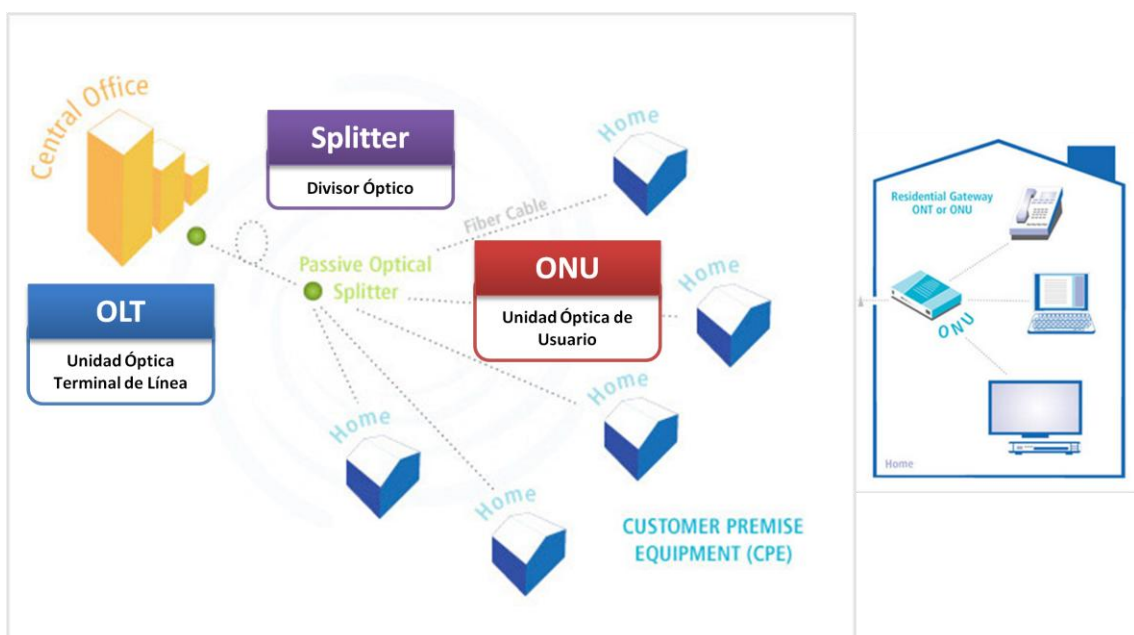 Central Office
Splitter
Divisor Óptico
Home
Fiber Cable
Passive Optical
Splitter
OLT
Unidad Óptica
Terminal de Línea
ONU
Unidad Óptica de
Usuario
Home
Home
Home
Home
CUSTOMER PREMISE
EQUIPMENT (CPE)
Residential Gateway
ONT or ONU
ONU
Home